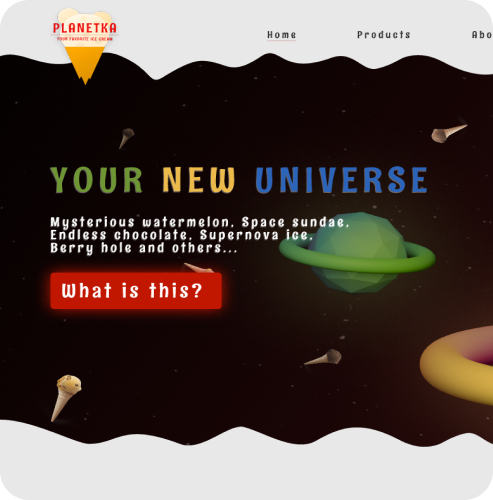 PLANETKA
YOUR FAVORITE ICE CREAM
Home
Products
Abo
YOUR NEW UNIVERSE
Mysterious watermelon. Space sundae.
Endless chocolate. Supernova ice.
Berry hole and others...
What is this?